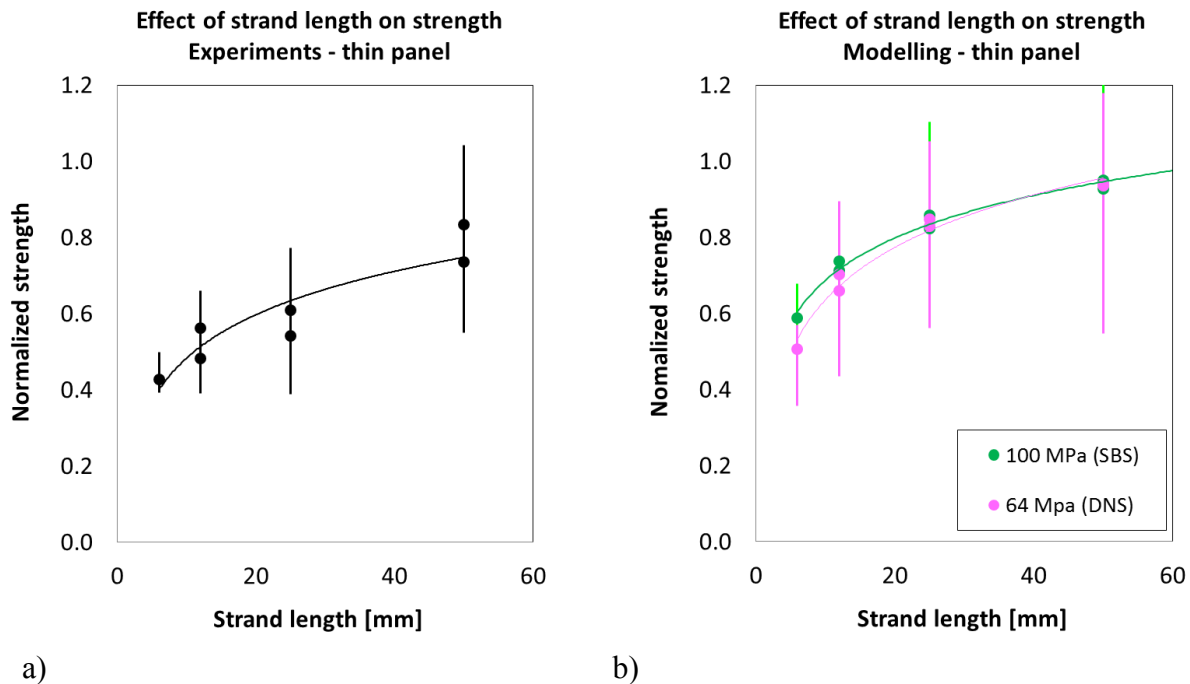 Effect of strand length on strength
Experiments - thin panel
1.2
1.0
0.8
0.6
0.4
0.2
0.0
Normalized strength
0
20
40
60
Strand length [mm]
a)
Effect of strand length on strength
Modelling - thin panel
1.2
1.0
0.8
0.6
0.4
0.2
0.0
Nomalized strength
100 MPa (SBS)
64 Mpa (DNS)
0
20
40
60
Strand length [mm]
b)